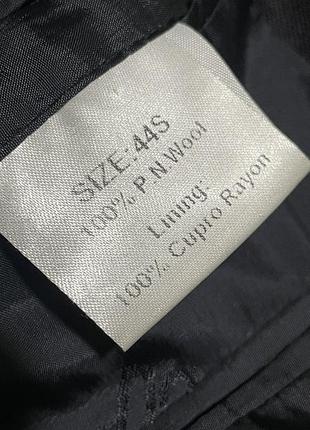 SIZE:44S
100% P.N.Wool
Lining:
100% Cupro Rayon